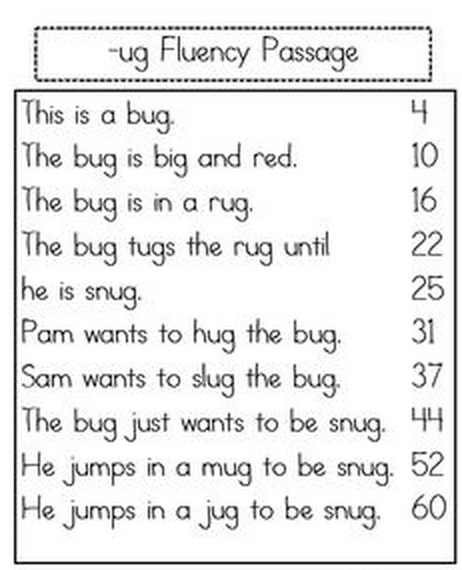 -ug Fluency Passage
This is a bug. 4
The bug is big and red. 10
The bug is in a rug. 16
The bug tugs the rug until 22
he is snug. 25
Pam wants to hug the bug. 31
Sam wants to slug the bug. 37
The bug just wants to be snug. 44
He jumps in a mug to be snug. 52
He jumps in a jug to be snug. 60